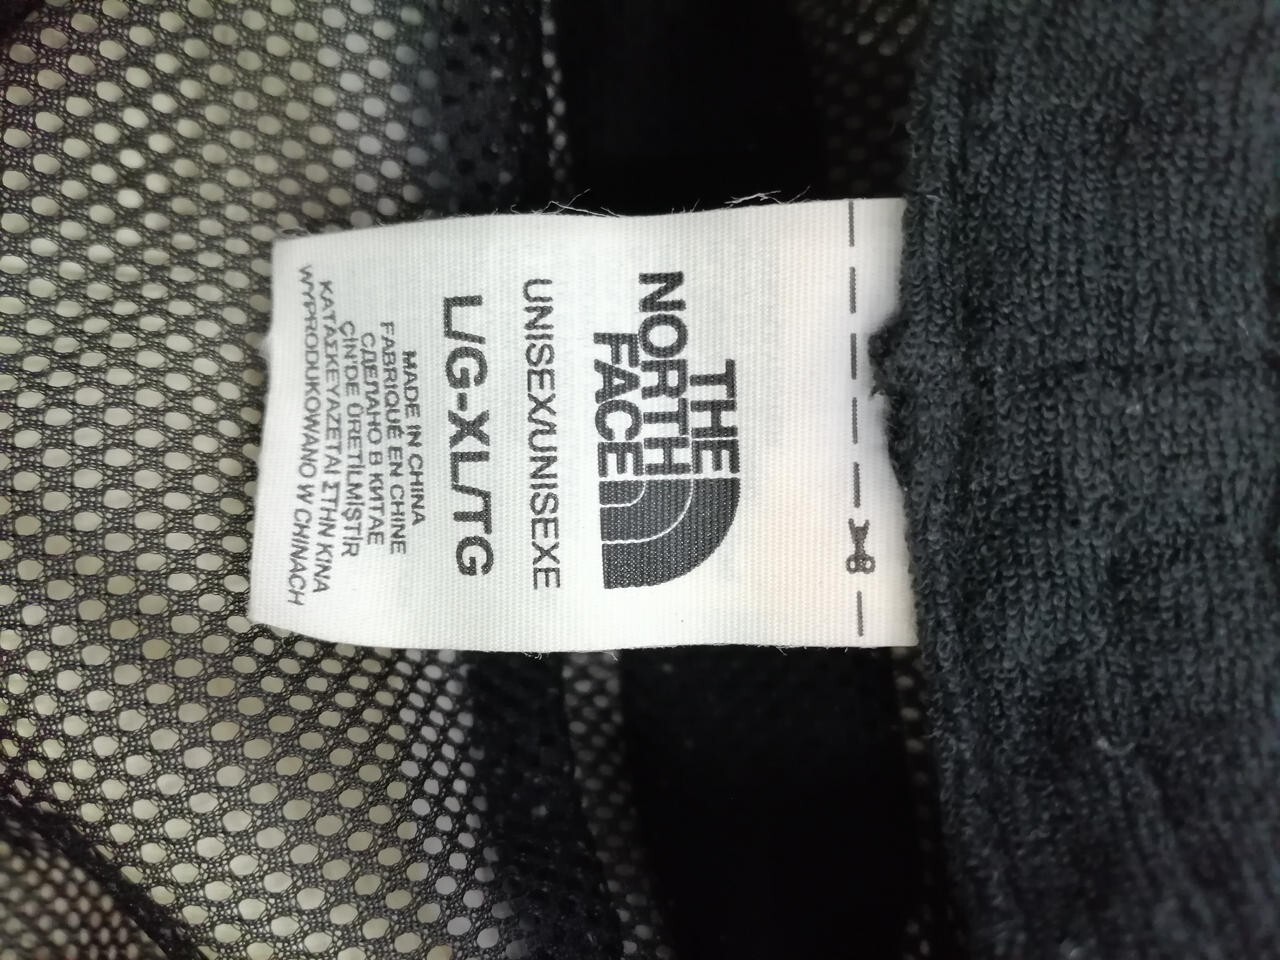 THE
NORTH
FACE
UNISEX/UNISEXE
L/G-XL/TG
MADE IN CHINA
FABRIQUÉ EN CHINE
СДЕЛАНО В КИТАЕ
ÇİN'DE ÜRETİLMİŞTİR
ΚΑΤΑΣΚΕΥΑΖΕΤΑΙ ΣΤΗΝ ΚΙΝΑ
WYPRODUKOWANO W CHINACH